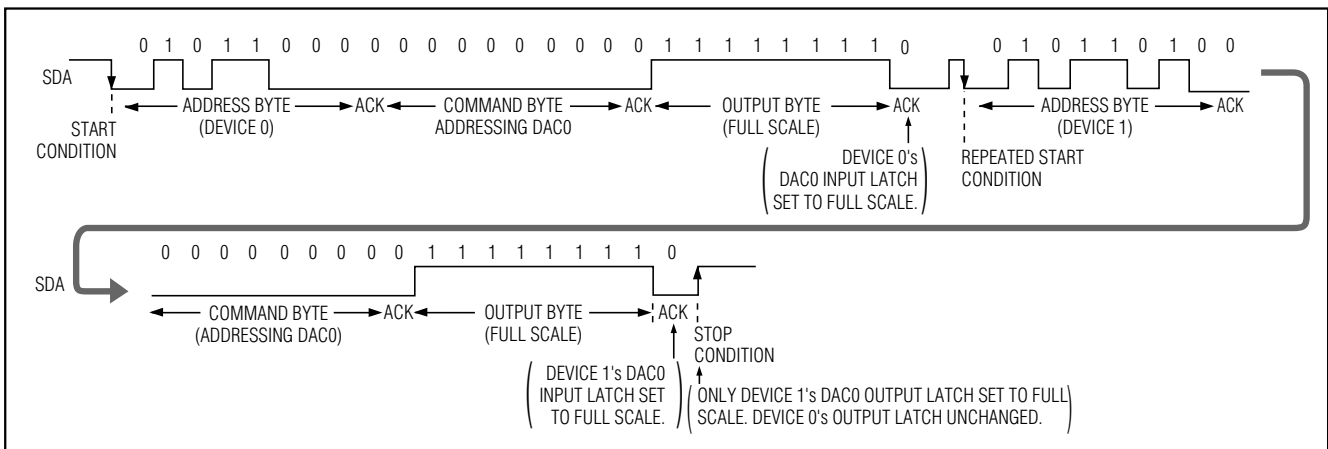 0 1 0 1 1 0 0 0 0 0 0 0 0 0 0 0 0 0 1 1 1 1 1 1 1 1 0 0 1 0 1 1 0 1 0 0
SDA
ADDRESS BYTE ACK COMMAND BYTE ACK OUTPUT BYTE ACK ADDRESS BYTE ACK
(DEVICE 0) ADDRESSING DAC0 (FULL SCALE) (DEVICE 1)
START
CONDITION
DEVICE 0's
DAC0 INPUT LATCH
SET TO FULL SCALE.
REPEATED START
CONDITION
0 0 0 0 0 0 0 0 0 1 1 1 1 1 1 1 1 0
SDA
COMMAND BYTE ACK OUTPUT BYTE ACK
(ADDRESSING DAC0) (FULL SCALE)
STOP
CONDITION
DEVICE 1's DAC0
INPUT LATCH SET
TO FULL SCALE.
ONLY DEVICE 1's DAC0 OUTPUT LATCH SET TO FULL
SCALE. DEVICE 0's OUTPUT LATCH UNCHANGED.